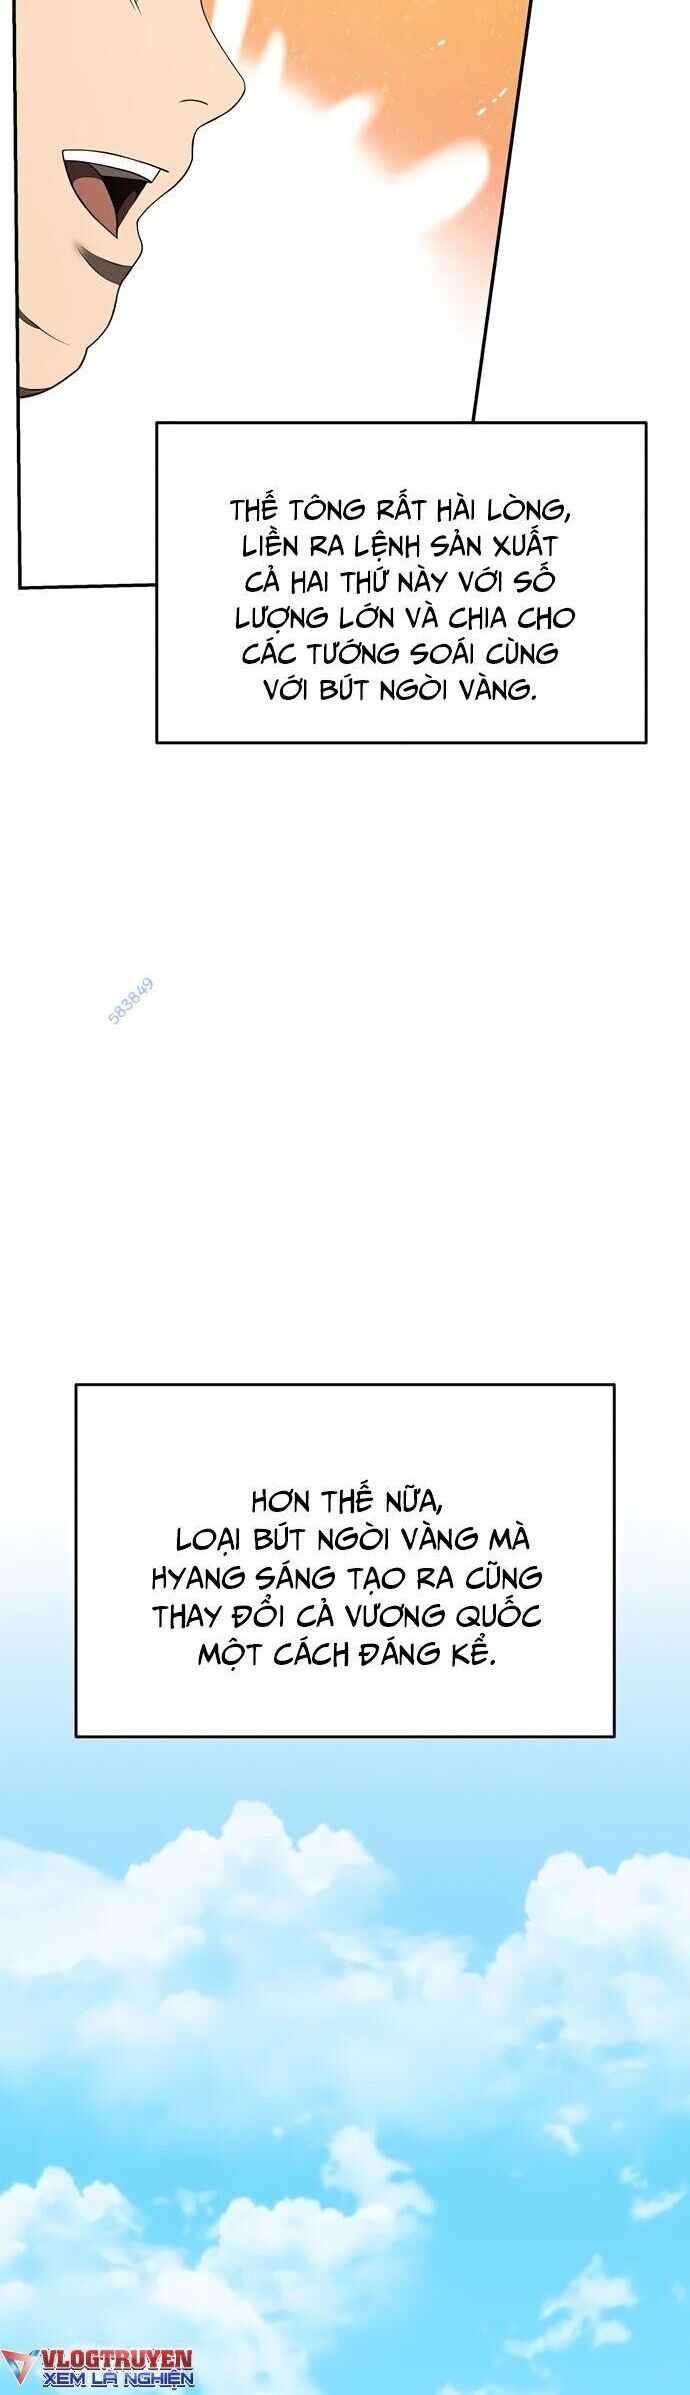 THẾ TÔNG RẤT HÀI LÒNG,
LIỀN RA LỆNH SẢN XUẤT
CẢ HAI THỨ NÀY VỚI SỐ
LƯỢNG LỚN VÀ CHIA CHO
CÁC TƯỚNG SOÁI CÙNG
VỚI BÚT NGÒI VÀNG.
583849
HƠN THẾ NỮA,
LOẠI BÚT NGÒI VÀNG MÀ
HYANG SÁNG TẠO RA CŨNG
THAY ĐỔI CẢ VƯƠNG QUỐC
MỘT CÁCH ĐÁNG KỂ.
VLOGTRUYEN
XEM LÀ NGHIỆN